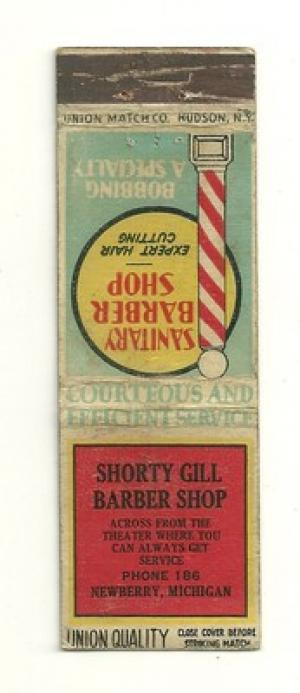 UNION MATCH CO. HUDSON, N.Y.
BOBBING
A SPECIALTY
EXPERT HAIR
CUTTING
SANITARY
BARBER
SHOP
COURTEOUS AND
EFFICIENT SERVICE
SHORTY GILL
BARBER SHOP
ACROSS FROM THE
THEATER WHERE YOU
CAN ALWAYS GET
SERVICE
PHONE 186
NEWBERRY, MICHIGAN
UNION QUALITY
CLOSE COVER BEFORE
STRIKING MATCH